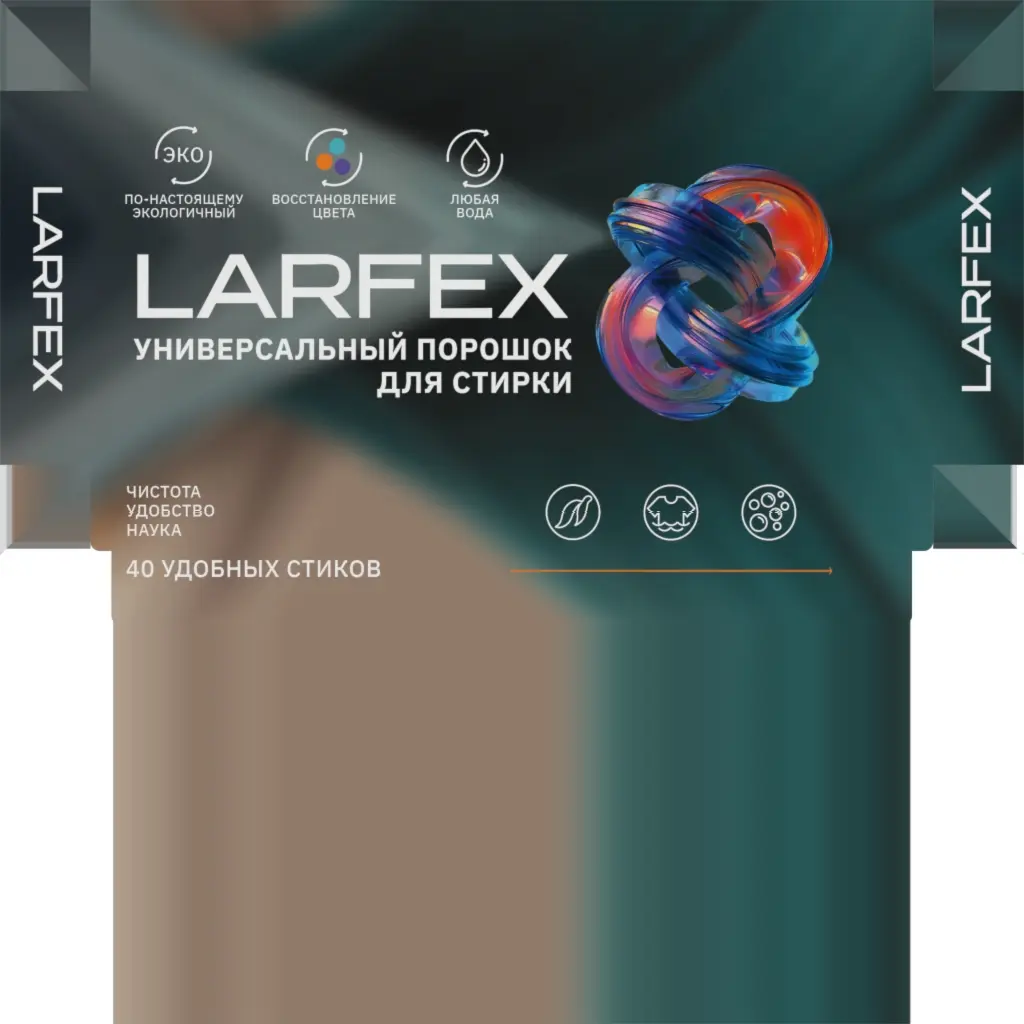 ЭКО
ПО-НАСТОЯЩЕМУ
ЭКОЛОГИЧНЫЙ
ВОССТАНОВЛЕНИЕ
ЦВЕТА
ЛЮБАЯ
ВОДА
LARFEX
LARFEX
УНИВЕРСАЛЬНЫЙ ПОРОШОК
ДЛЯ СТИРКИ
LARFEX
ЧИСТОТА
УДОБСТВО
НАУКА
40 УДОБНЫХ СТИКОВ